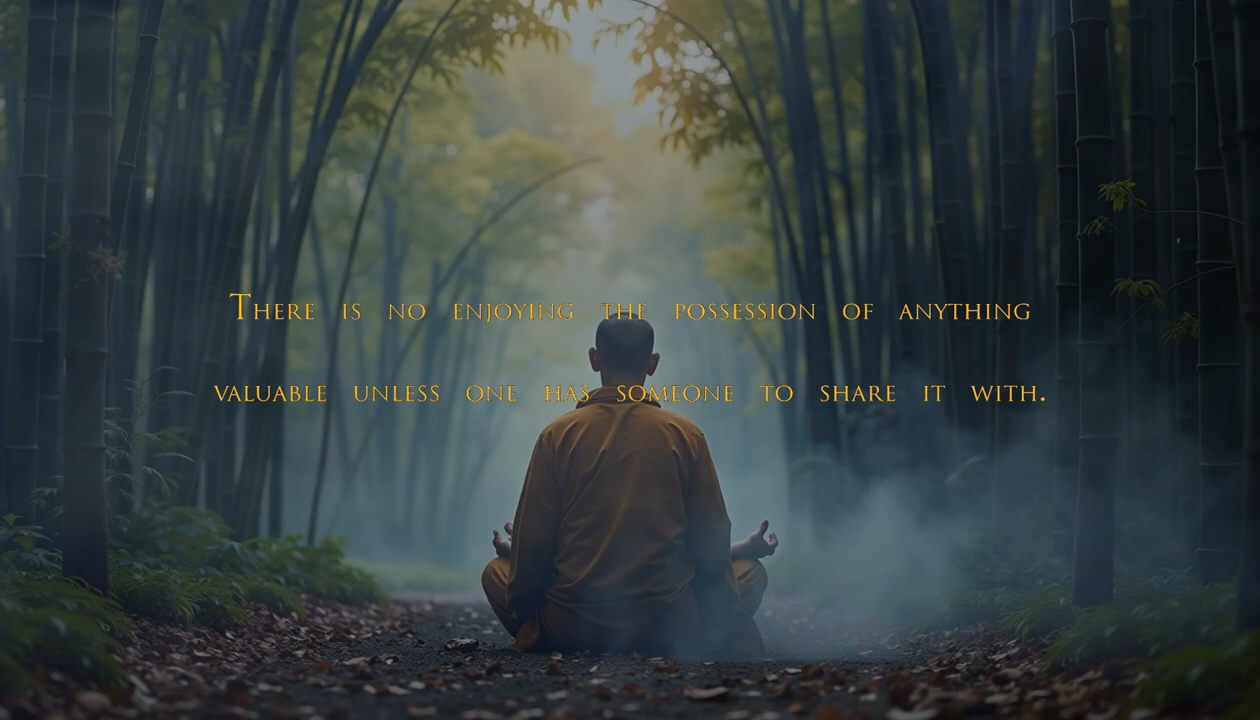 There is no enjoying the possession of anything
valuable unless one has someone to share it with.